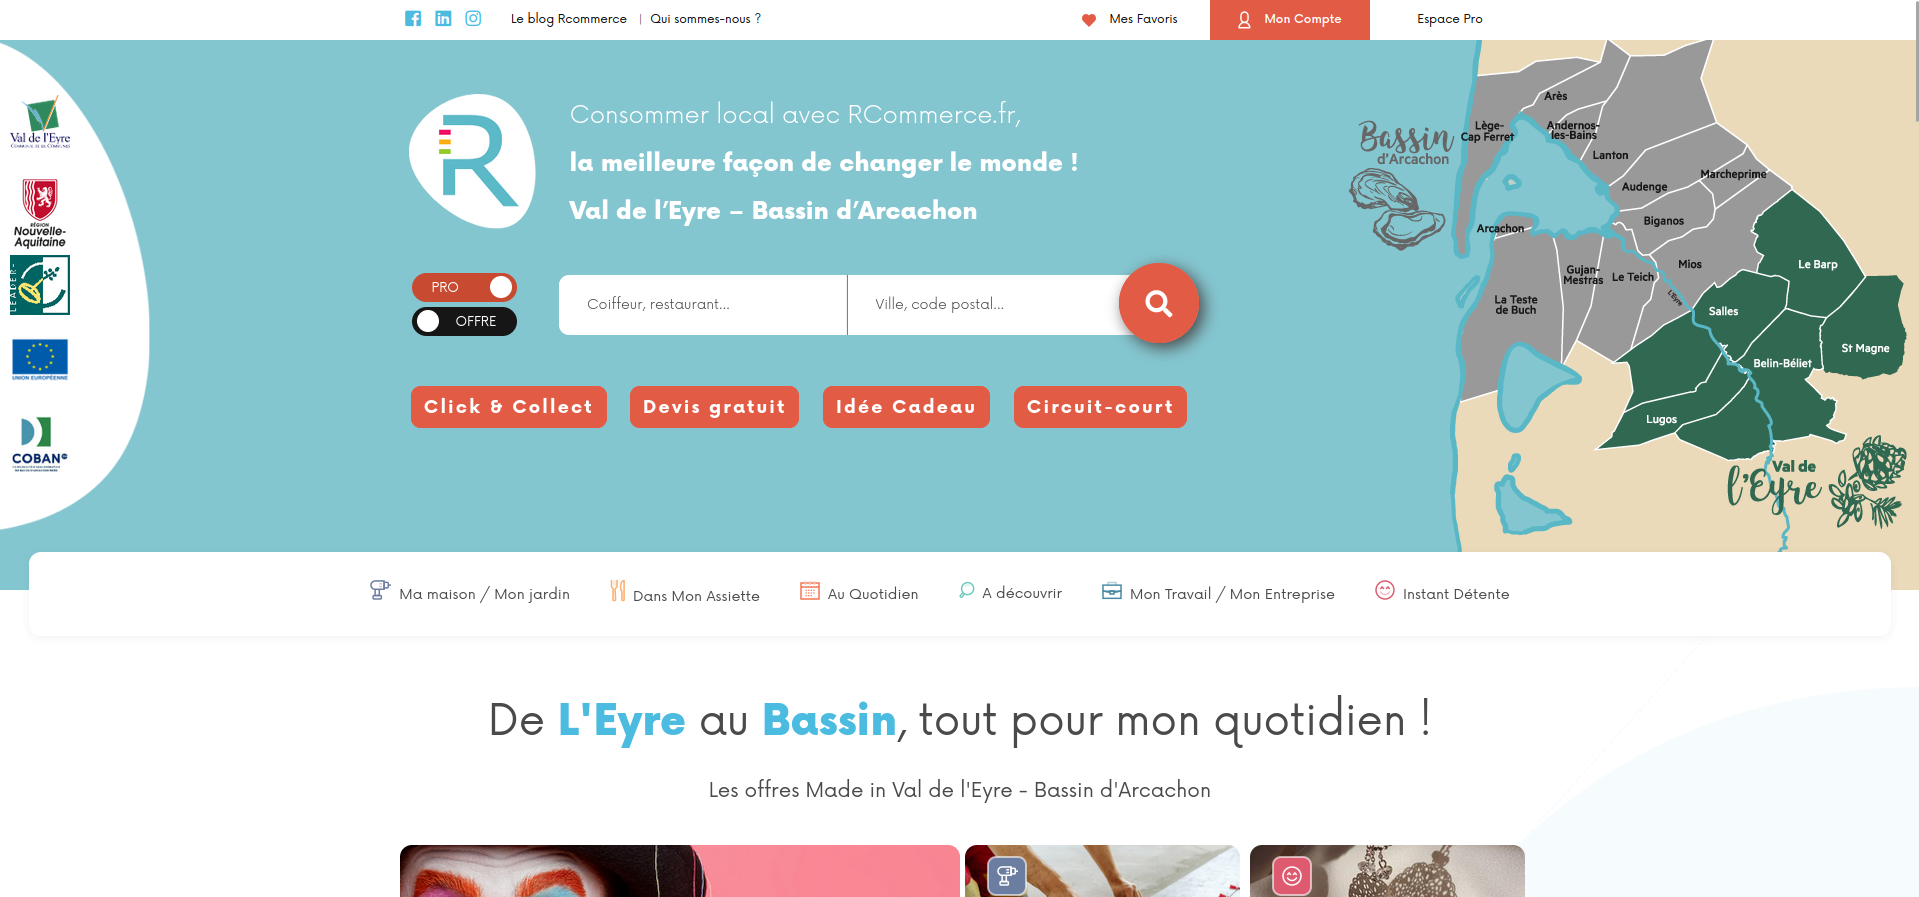 Le blog Rcommerce | Qui sommes-nous ?
Mes Favoris
Mon Compte
Espace Pro
Val de l'Eyre
RÉGION
Nouvelle-
Aquitaine
LEADER
UNION EUROPÉENNE
COBAN
R
Consommer local avec RCommerce.fr,
la meilleure façon de changer le monde !
Val de l’Eyre – Bassin d’Arcachon
PRO
OFFRE
Coiffeur, restaurant...
Ville, code postal...
Click & Collect
Devis gratuit
Idée Cadeau
Circuit-court
Bassin
d'Arcachon
Arès
Lège-
Cap Ferret
Andernos-
les-Bains
Lanton
Marcheprime
Audenge
Biganos
Arcachon
Gujan-
Mestras
Le Teich
Mios
Le Barp
La Teste
de Buch
L'Eyre
Salles
St Magne
Belin-Béliet
Lugos
Val de
l'Eyre
Ma maison / Mon jardin
Dans Mon Assiette
Au Quotidien
A découvrir
Mon Travail / Mon Entreprise
Instant Détente
De L'Eyre au Bassin, tout pour mon quotidien !
Les offres Made in Val de l'Eyre - Bassin d'Arcachon